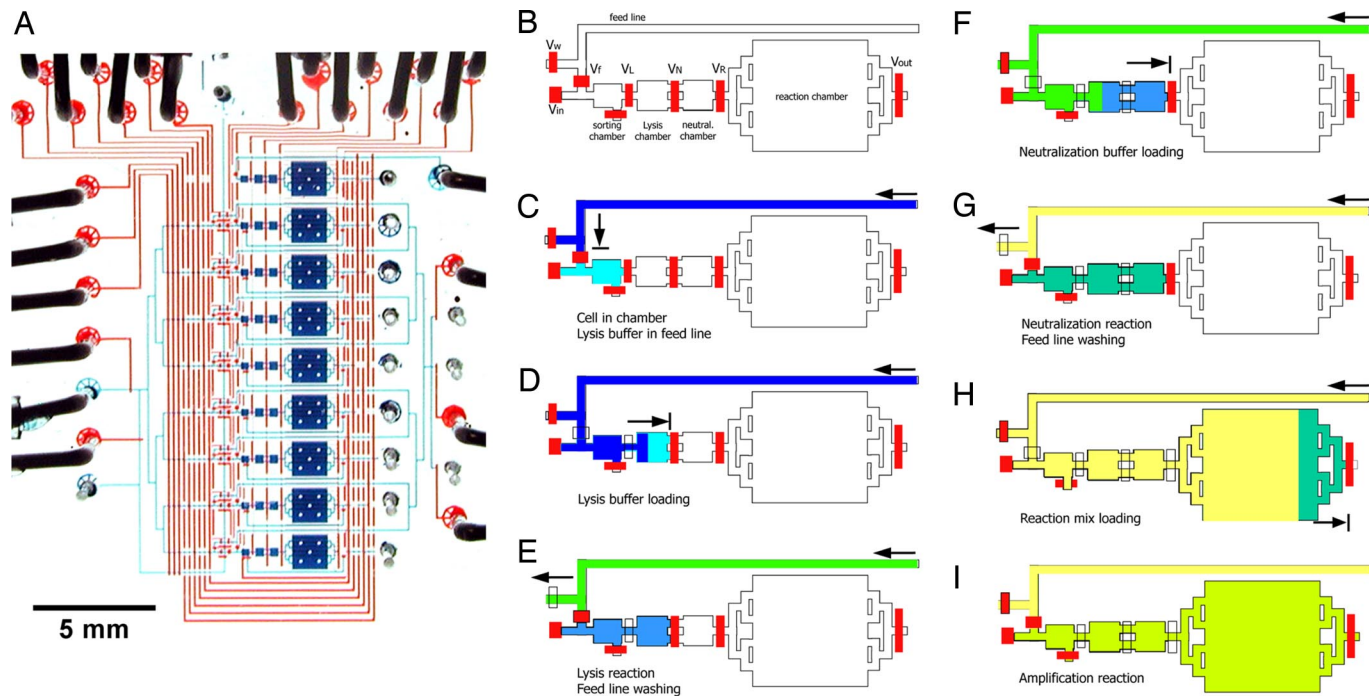 A
5 mm
B
feed line
Vw
Vf
VL
VN
VR
Vout
Vin
reaction chamber
sorting
chamber
Lysis
chamber
neutral.
chamber
C
Cell in chamber
Lysis buffer in feed line
D
Lysis buffer loading
E
Lysis reaction
Feed line washing
F
Neutralization buffer loading
G
Neutralization reaction
Feed line washing
H
Reaction mix loading
I
Amplification reaction